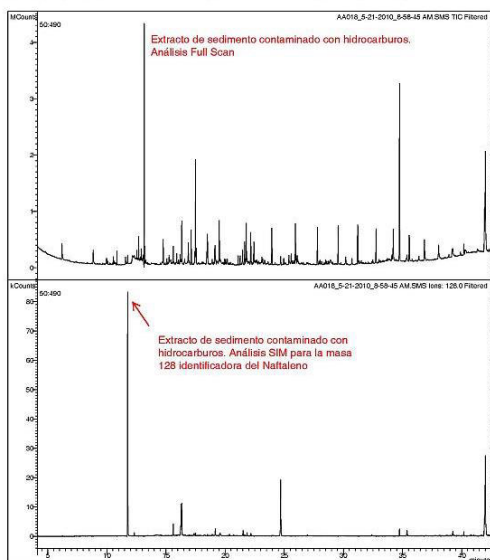 MCounts
AA018_5-21-2010_8-58-45 AM.SMS TIC Filtered
50:490
Extracto de sedimento contaminado con hidrocarburos.
Análisis Full Scan
4
3
2
1
0
kCounts
AA018_5-21-2010_8-58-45 AM.SMS Ions: 128.0 Filtered
50:490
80
70
60
50
40
30
20
10
0
Extracto de sedimento contaminado con
hidrocarburos. Análisis SIM para la masa
128 identificadora del Naftaleno
5 10 15 20 25 30 35 40